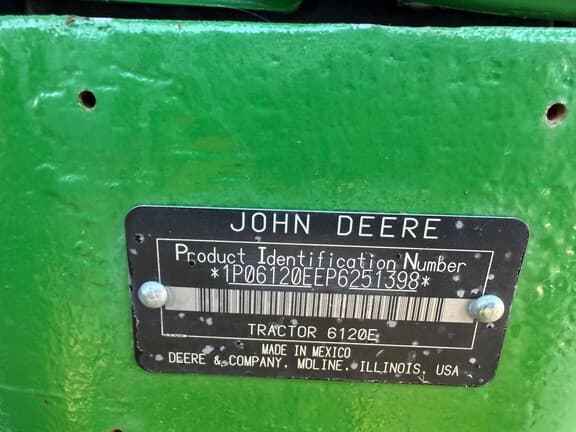 JOHN DEERE
Product Identification Number
*1P06120EEP6251398*
TRACTOR 6120E
MADE IN MEXICO
DEERE & COMPANY, MOLINE, ILLINOIS, USA